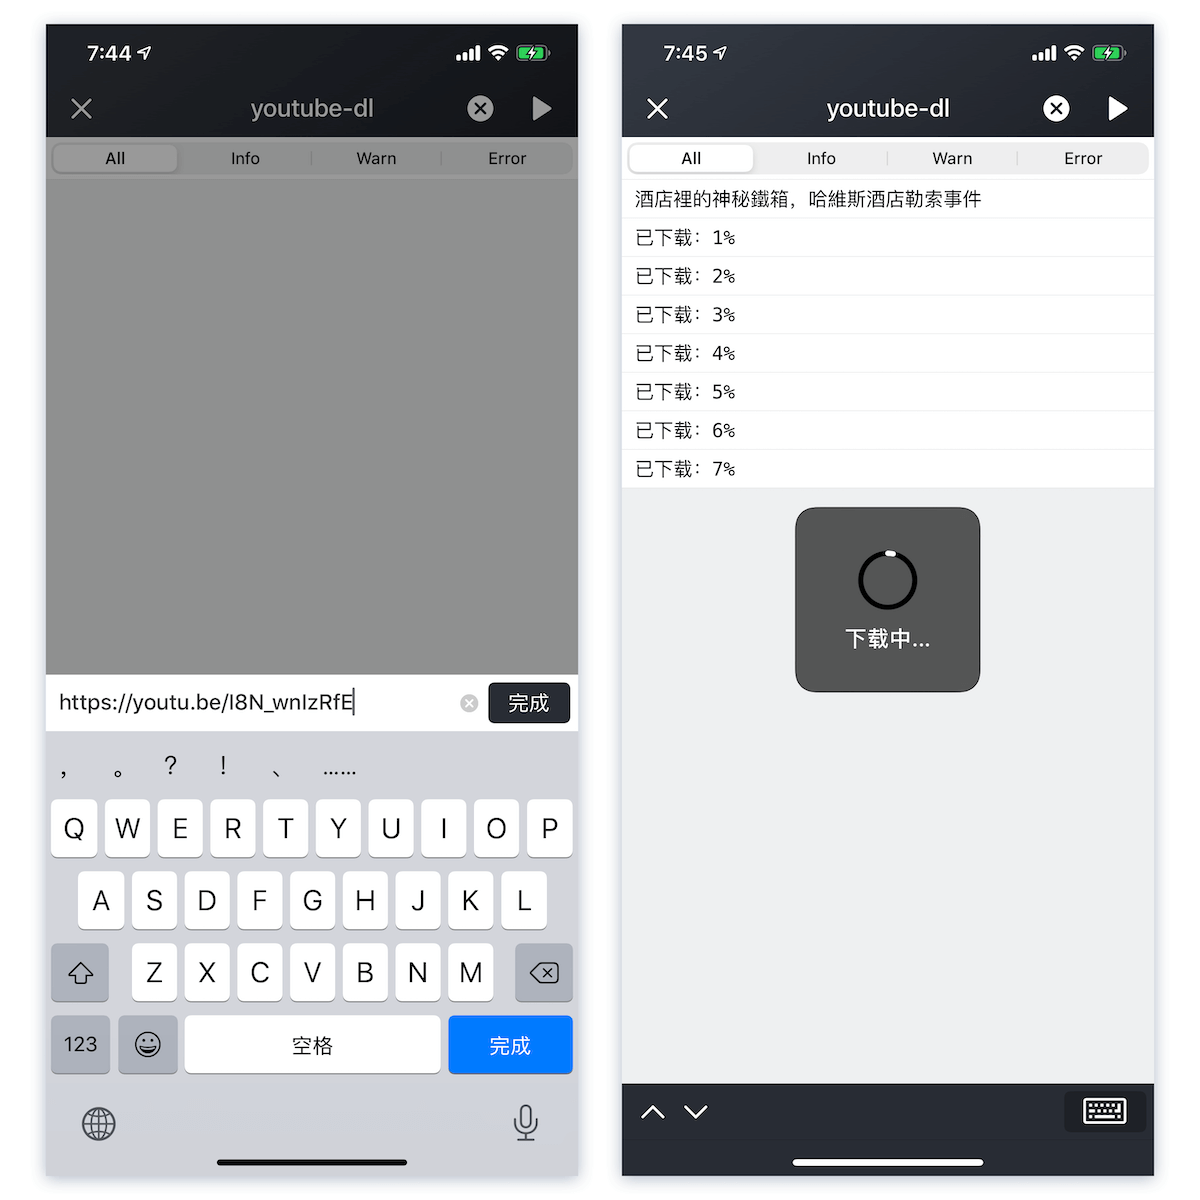 7:44
youtube-dl
All Info Warn Error
https://youtu.be/l8N_wnIzRfE 完成
， 。 ? ! 、 ……
Q W E R T Y U I O P
A S D F G H J K L
Z X C V B N M
123 空格 完成
7:45
youtube-dl
All Info Warn Error
酒店裡的神秘鐵箱，哈維斯酒店勒索事件
已下载：1%
已下载：2%
已下载：3%
已下载：4%
已下载：5%
已下载：6%
已下载：7%
下载中...